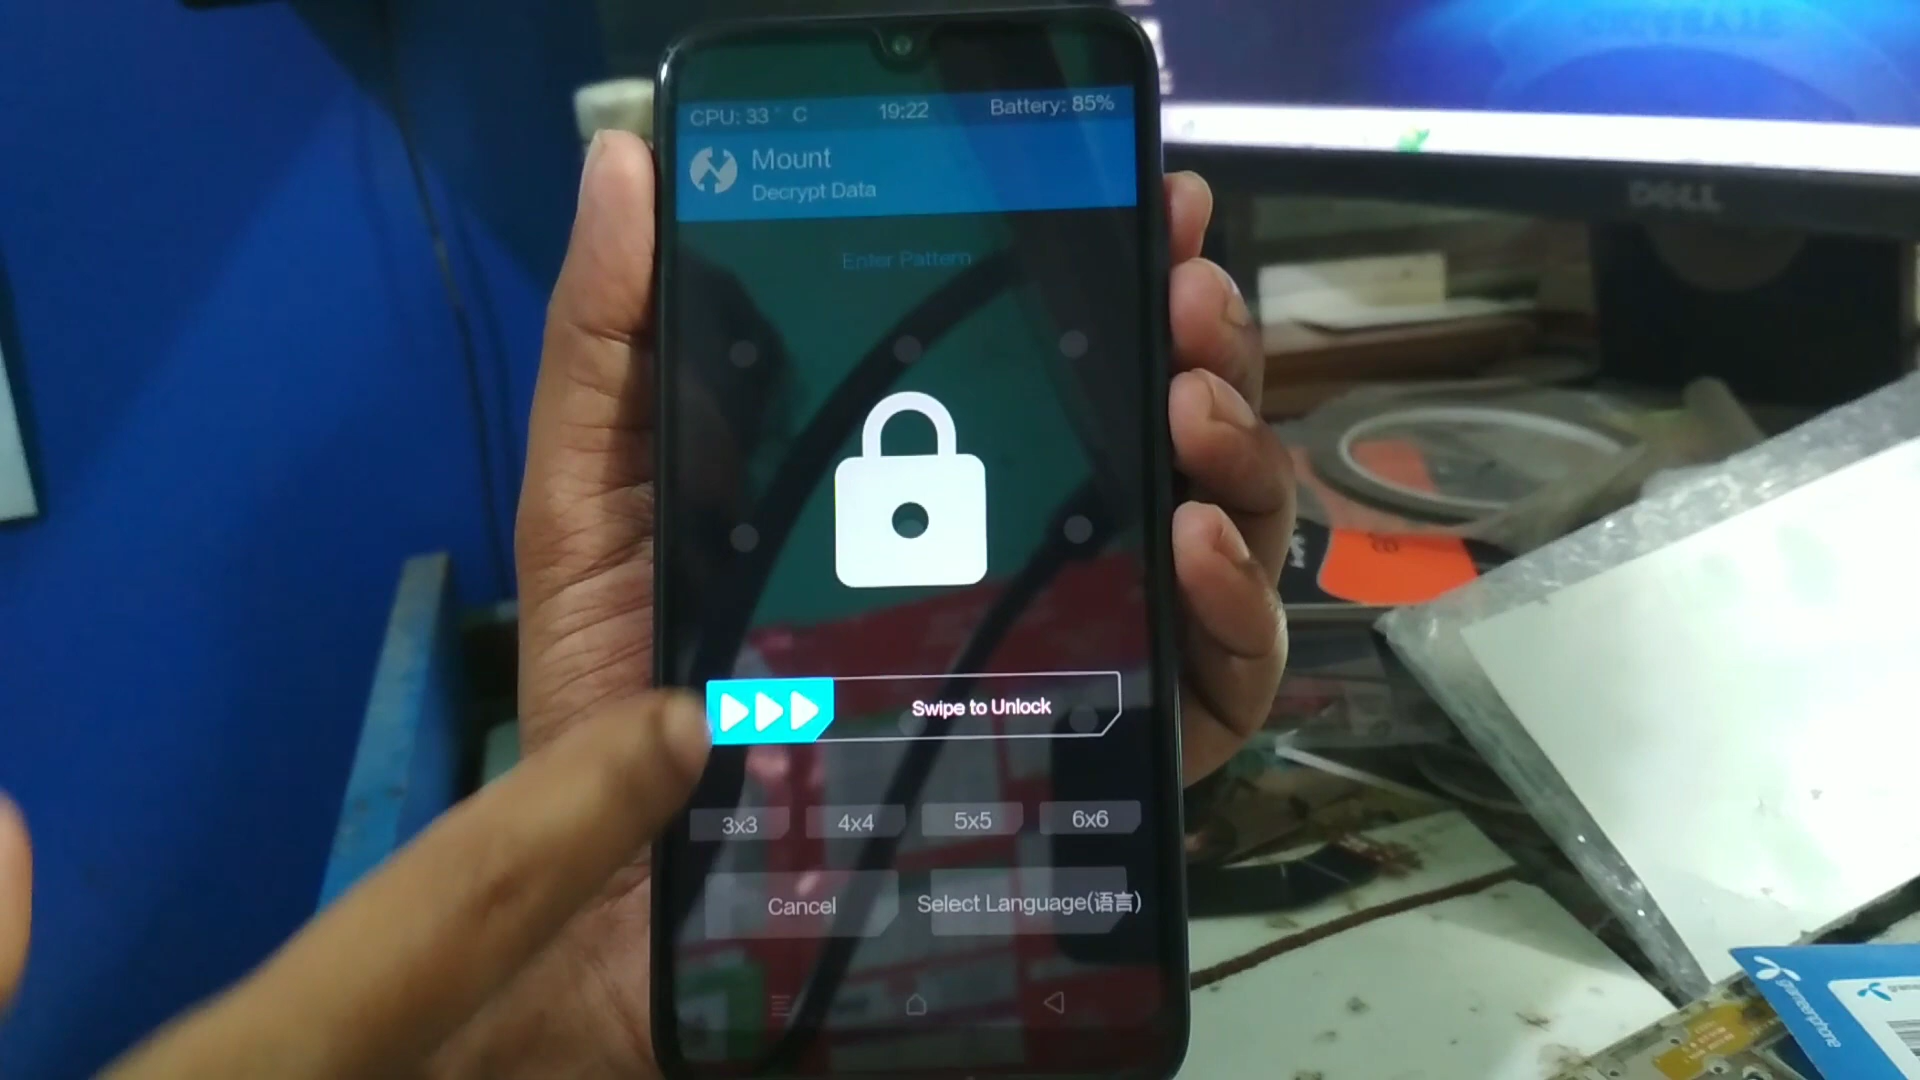 CPU: 33 ° C 19:22 Battery: 85%
Mount
Decrypt Data
Enter Pattern
Swipe to Unlock
3x3 4x4 5x5 6x6
Cancel Select Language(语言)
DELL
grameenphone